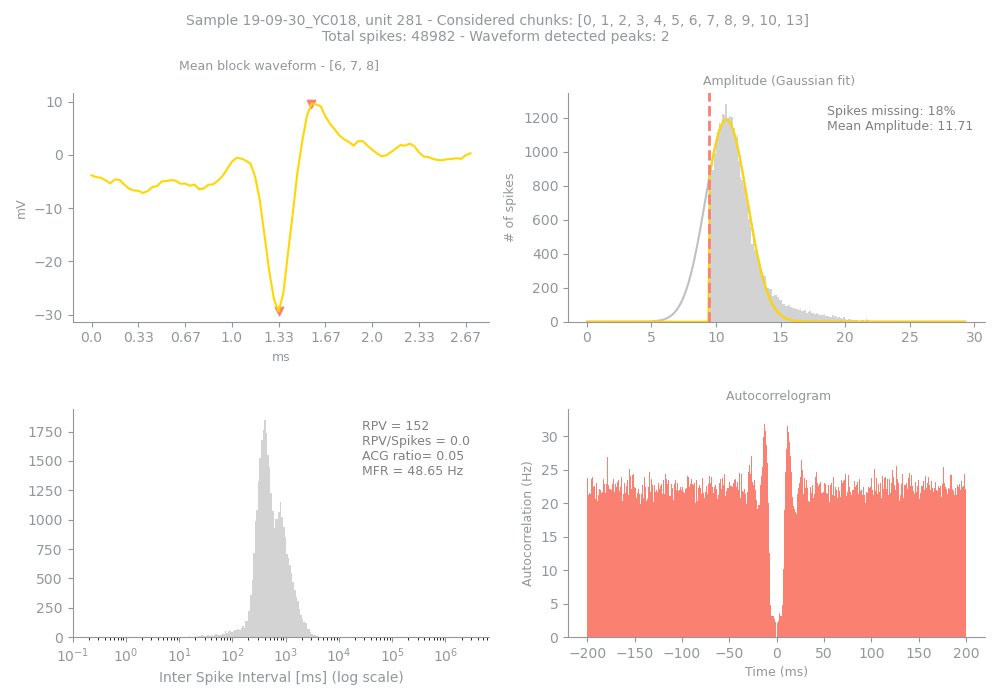 Sample 19-09-30_YC018, unit 281 - Considered chunks: [0, 1, 2, 3, 4, 5, 6, 7, 8, 9, 10, 13]
Total spikes: 48982 - Waveform detected peaks: 2
Mean block waveform - [6, 7, 8]
10
0
−10
−20
−30
mV
0.0 0.33 0.67 1.0 1.33 1.67 2.0 2.33 2.67
ms
Amplitude (Gaussian fit)
Spikes missing: 18%
Mean Amplitude: 11.71
1200
1000
800
600
400
200
0
# of spikes
0 5 10 15 20 25 30
RPV = 152
RPV/Spikes = 0.0
ACG ratio= 0.05
MFR = 48.65 Hz
1750
1500
1250
1000
750
500
250
0
10⁻¹ 10⁰ 10¹ 10² 10³ 10⁴ 10⁵ 10⁶
Inter Spike Interval [ms] (log scale)
Autocorrelogram
30
25
20
15
10
5
0
Autocorrelation (Hz)
−200 −150 −100 −50 0 50 100 150 200
Time (ms)